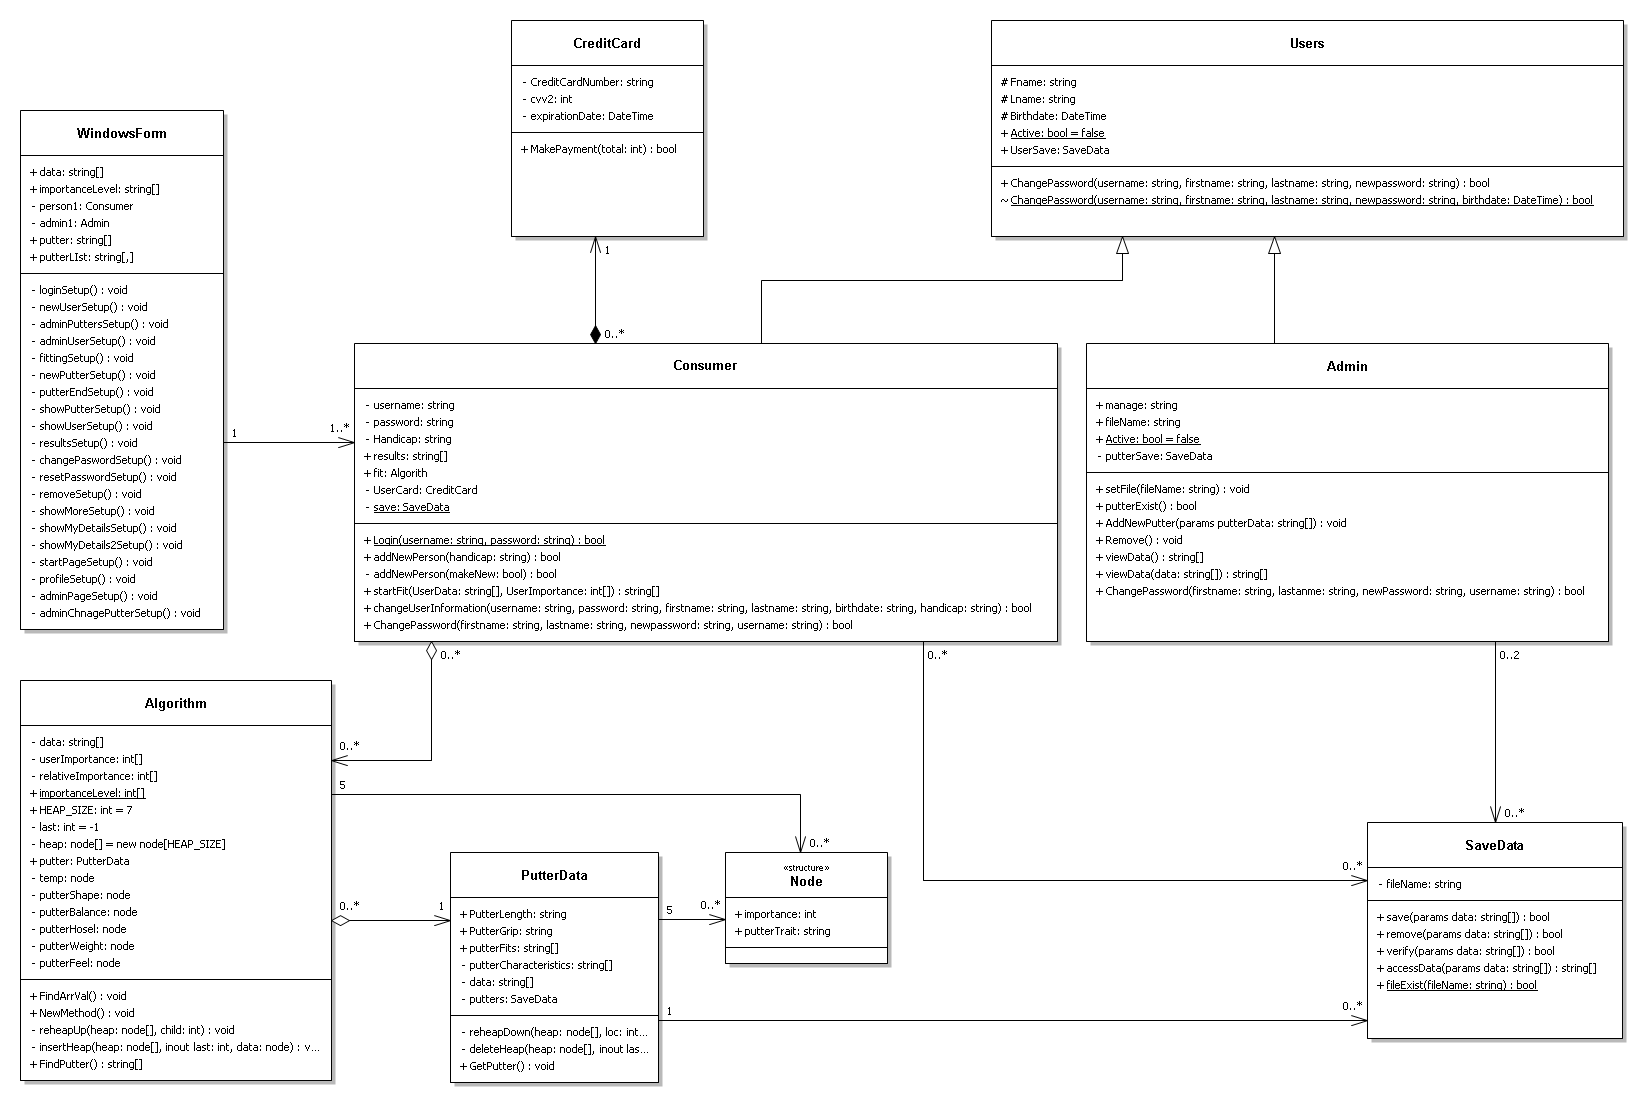 CreditCard
- CreditCardNumber: string
- cvv2: int
- expirationDate: DateTime
+ MakePayment(total: int) : bool
Users
# Fname: string
# Lname: string
# Birthdate: DateTime
+ Active: bool = false
+ UserSave: SaveData
+ ChangePassword(username: string, firstname: string, lastname: string, newpassword: string) : bool
~ ChangePassword(username: string, firstname: string, lastname: string, newpassword: string, birthdate: DateTime) : bool
WindowsForm
+ data: string[]
+ importanceLevel: string[]
- person1: Consumer
- admin1: Admin
+ putter: string[]
+ putterLIst: string[,]
- loginSetup() : void
- newUserSetup() : void
- adminPuttersSetup() : void
- adminUserSetup() : void
- fittingSetup() : void
- newPutterSetup() : void
- putterEndSetup() : void
- showPutterSetup() : void
- showUserSetup() : void
- resultsSetup() : void
- changePaswordSetup() : void
- resetPasswordSetup() : void
- removeSetup() : void
- showMoreSetup() : void
- showMyDetailsSetup() : void
- showMyDetails2Setup() : void
- startPageSetup() : void
- profileSetup() : void
- adminPageSetup() : void
- adminChnagePutterSetup() : void
1
0..*
1
1..*
Consumer
- username: string
- password: string
- Handicap: string
+ results: string[]
+ fit: Algorith
- UserCard: CreditCard
- save: SaveData
+ Login(username: string, password: string) : bool
+ addNewPerson(handicap: string) : bool
- addNewPerson(makeNew: bool) : bool
+ startFit(UserData: string[], UserImportance: int[]) : string[]
+ changeUserInformation(username: string, password: string, firstname: string, lastname: string, birthdate: string, handicap: string) : bool
+ ChangePassword(firstname: string, lastname: string, newpassword: string, username: string) : bool
Admin
+ manage: string
+ fileName: string
+ Active: bool = false
- putterSave: SaveData
+ setFile(fileName: string) : void
+ putterExist() : bool
+ AddNewPutter(params putterData: string[]) : void
+ Remove() : void
+ viewData() : string[]
+ viewData(data: string[]) : string[]
+ ChangePassword(firstname: string, lastanme: string, newPassword: string, username: string) : bool
0..*
0..*
0..2
Algorithm
- data: string[]
- userImportance: int[]
- relativeImportance: int[]
+ importanceLevel: int[]
+ HEAP_SIZE: int = 7
- last: int = -1
- heap: node[] = new node[HEAP_SIZE]
+ putter: PutterData
- temp: node
- putterShape: node
- putterBalance: node
- putterHosel: node
- putterWeight: node
- putterFeel: node
+ FindArrVal() : void
+ NewMethod() : void
- reheapUp(heap: node[], child: int) : void
- insertHeap(heap: node[], inout last: int, data: node) : v...
+ FindPutter() : string[]
0..*
5
0..*
0..*
1
PutterData
+ PutterLength: string
+ PutterGrip: string
+ putterFits: string[]
- putterCharacteristics: string[]
- data: string[]
- putters: SaveData
- reheapDown(heap: node[], loc: int...
- deleteHeap(heap: node[], inout las...
+ GetPutter() : void
5
0..*
1
«structure»
Node
+ importance: int
+ putterTrait: string
0..*
0..*
0..*
SaveData
- fileName: string
+ save(params data: string[]) : bool
+ remove(params data: string[]) : bool
+ verify(params data: string[]) : bool
+ accessData(params data: string[]) : string[]
+ fileExist(fileName: string) : bool